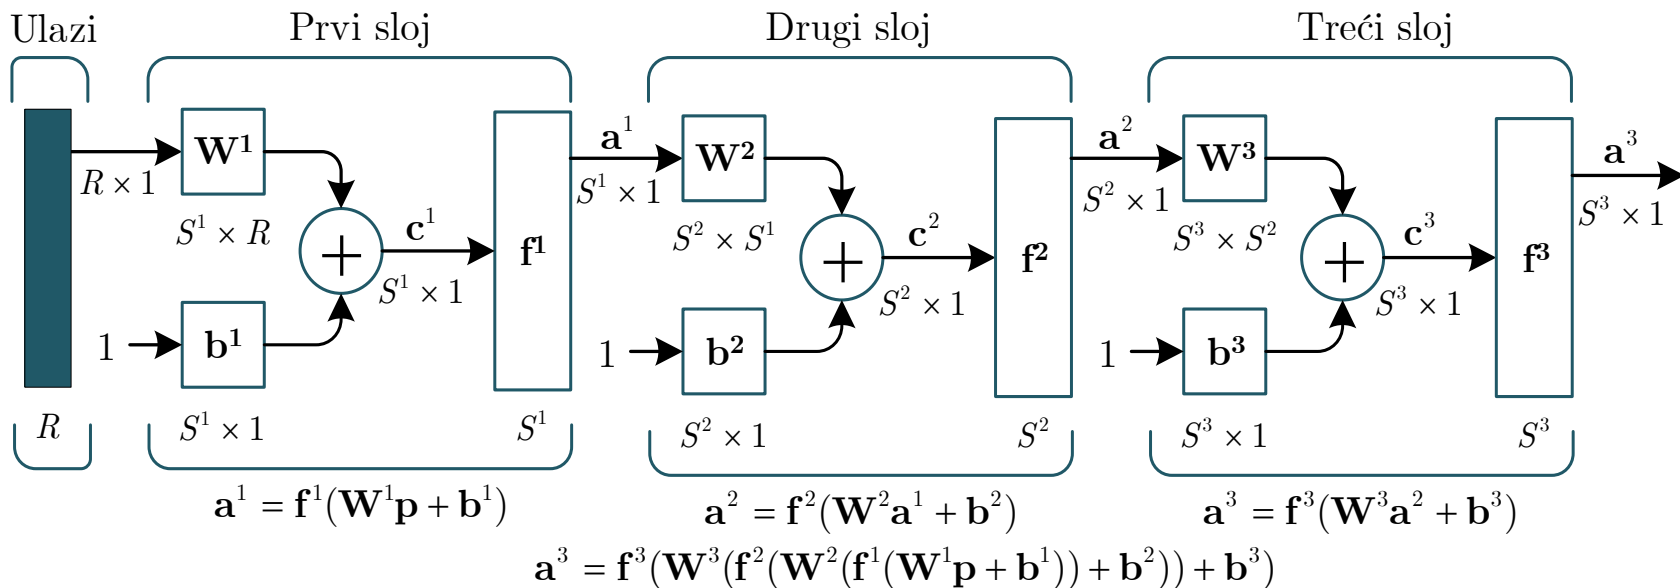 Ulazi Prvi sloj Drugi sloj Treći sloj
W¹ a¹ W² a² W³ a³
R × 1 S¹ × 1 S² × 1 S³ × 1
S¹ × R S² × S¹ S³ × S²
+ c¹ f¹ + c² f² + c³ f³
S¹ × 1 S² × 1 S³ × 1
1 b¹ 1 b² 1 b³
R S¹ × 1 S¹ S² × 1 S² S³ × 1 S³
a¹ = f¹(W¹p + b¹) a² = f²(W²a¹ + b²) a³ = f³(W³a² + b³)
a³ = f³(W³(f²(W²(f¹(W¹p + b¹)) + b²)) + b³)